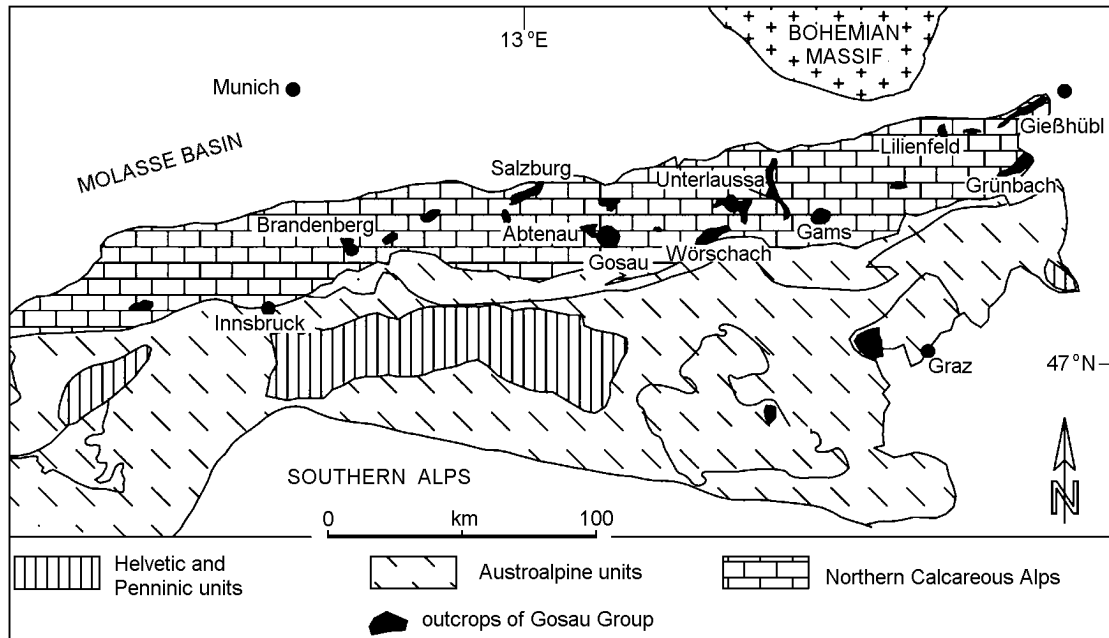 13°E
BOHEMIAN
MASSIF
Munich
MOLASSE BASIN
Gießhübl
Lilienfeld
Salzburg
Unterlaussa
Grünbach
Brandenberg
Abtenau
Gams
Gosau
Wörschach
Innsbruck
47°N
Graz
SOUTHERN ALPS
N
0 km 100
Helvetic and
Penninic units
Austroalpine units
Northern Calcareous Alps
outcrops of Gosau Group